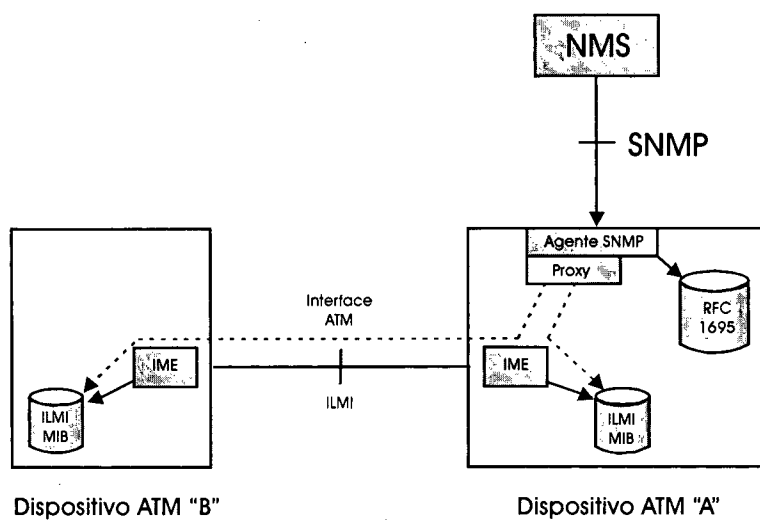 NMS
SNMP
Agente SNMP
Proxy
RFC
1695
Interface
ATM
IME
IME
ILMI
MIB
ILMI
ILMI
MIB
Dispositivo ATM "B"
Dispositivo ATM "A"